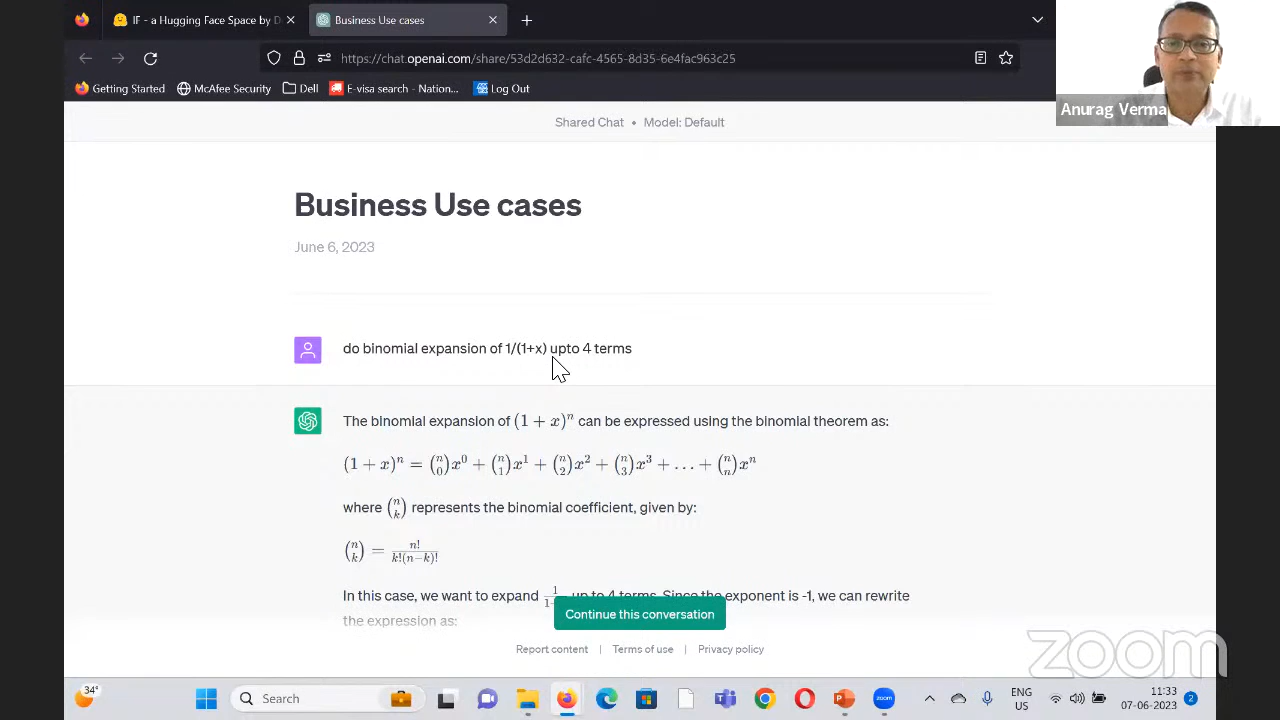 IF - a Hugging Face Space by D
Business Use cases
https://chat.openai.com/share/53d2d632-cafc-4565-8d35-6e4fac963c25
Getting Started
McAfee Security
Dell
E-visa search - Nation...
Log Out
Anurag Verma
Shared Chat • Model: Default
Business Use cases
June 6, 2023
do binomial expansion of 1/(1+x) upto 4 terms
The binomial expansion of (1 + x)^n can be expressed using the binomial theorem as:
(1 + x)^n = (n 0)x^0 + (n 1)x^1 + (n 2)x^2 + (n 3)x^3 + … + (n n)x^n
where (n k) represents the binomial coefficient, given by:
(n k) = n!/k!(n−k)!
In this case, we want to expand up to 4 terms. Since the exponent is -1, we can rewrite
the expression as:
Continue this conversation
Report content | Terms of use | Privacy policy
zoom
34°
Search
zoom
ENG
US
11:33
07-06-2023
2